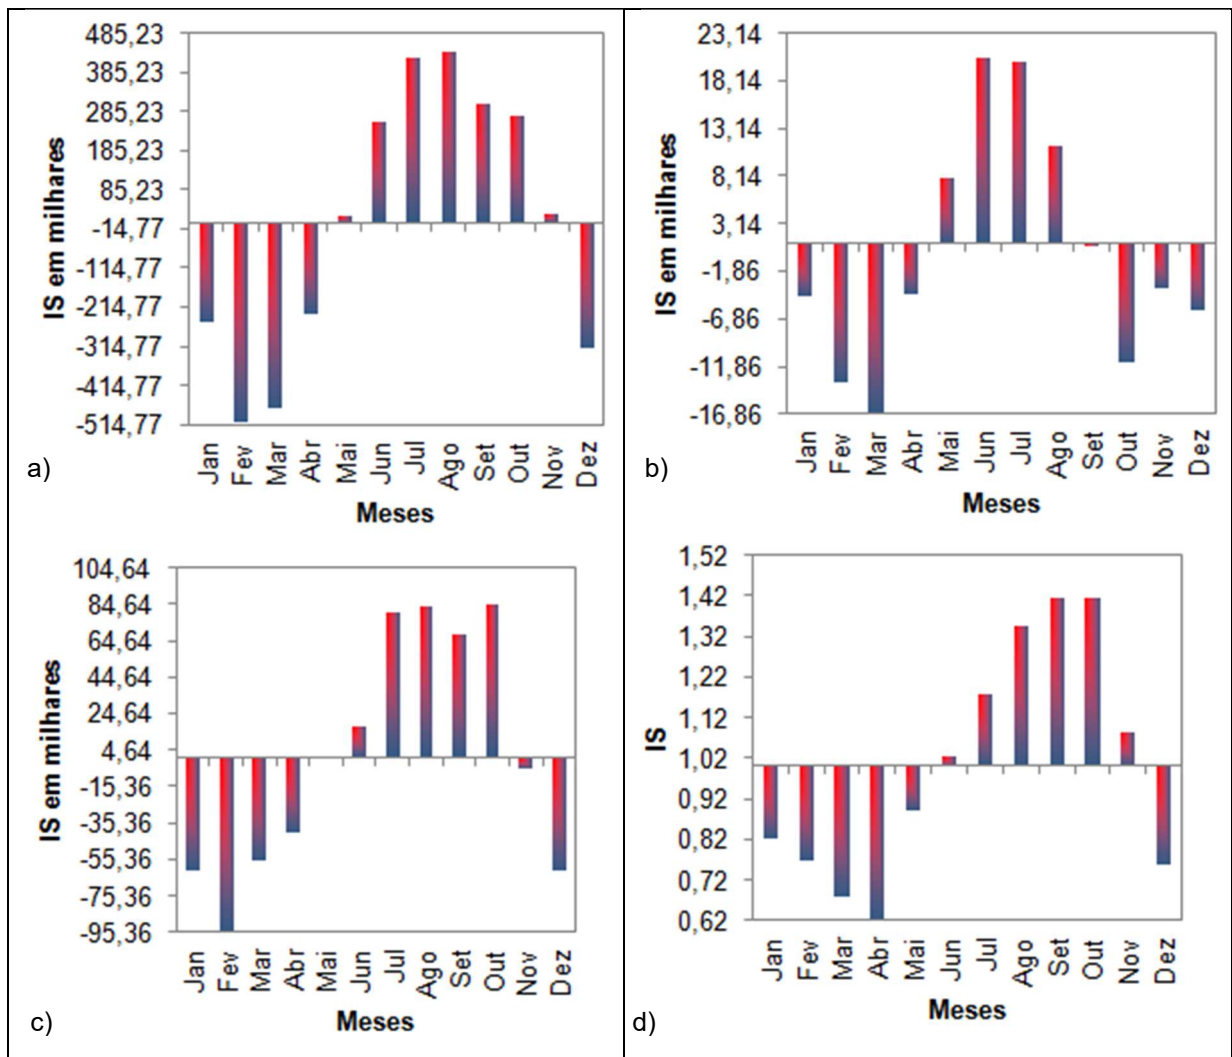 485,23
385,23
285,23
185,23
85,23
-14,77
-114,77
-214,77
-314,77
-414,77
-514,77
IS em milhares
Jan Fev Mar Abr Mai Jun Jul Ago Set Out Nov Dez
Meses
a)
23,14
18,14
13,14
8,14
3,14
-1,86
-6,86
-11,86
-16,86
IS em milhares
Jan Fev Mar Abr Mai Jun Jul Ago Set Out Nov Dez
Meses
b)
104,64
84,64
64,64
44,64
24,64
4,64
-15,36
-35,36
-55,36
-75,36
-95,36
IS em milhares
Jan Fev Mar Abr Mai Jun Jul Ago Set Out Nov Dez
Meses
c)
1,52
1,42
1,32
1,22
1,12
1,02
0,92
0,82
0,72
0,62
IS
Jan Fev Mar Abr Mai Jun Jul Ago Set Out Nov Dez
Meses
d)